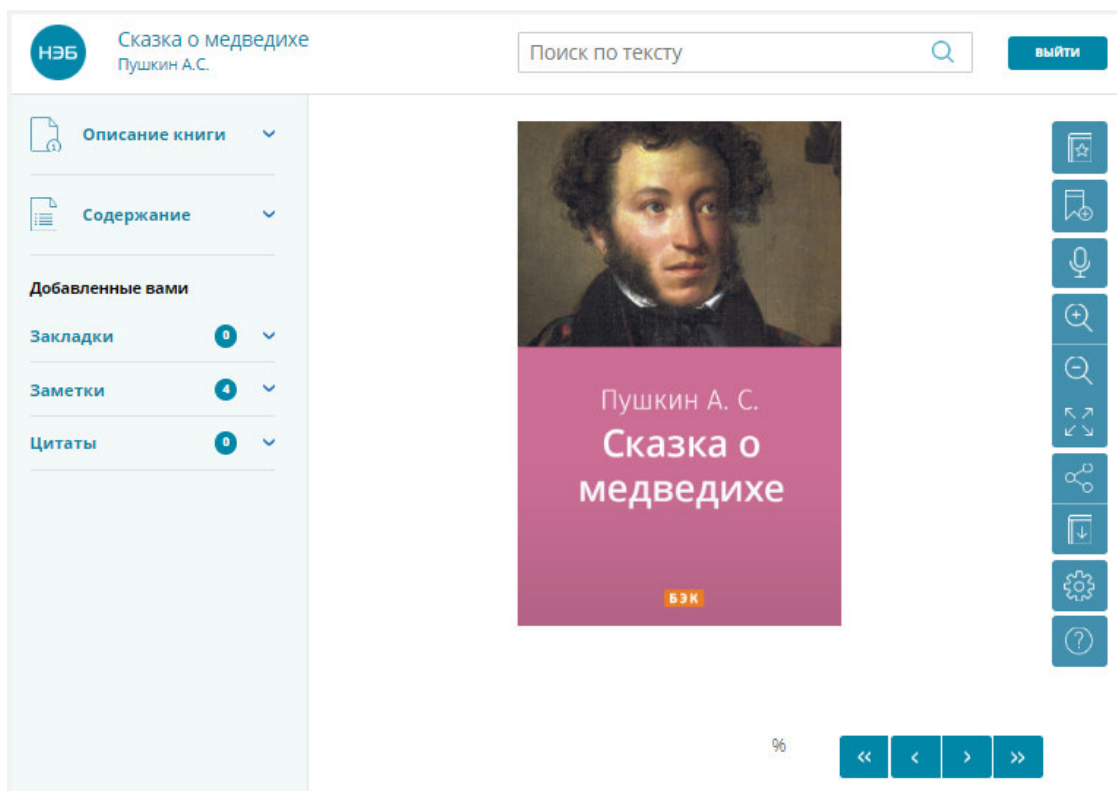 НЭБ
Сказка о медведихе
Пушкин А.С.
Поиск по тексту
ВЫЙТИ
Описание книги
Содержание
Добавленные вами
Закладки 0
Заметки 4
Цитаты 0
Пушкин А. С.
Сказка о
медведихе
БЭК
%